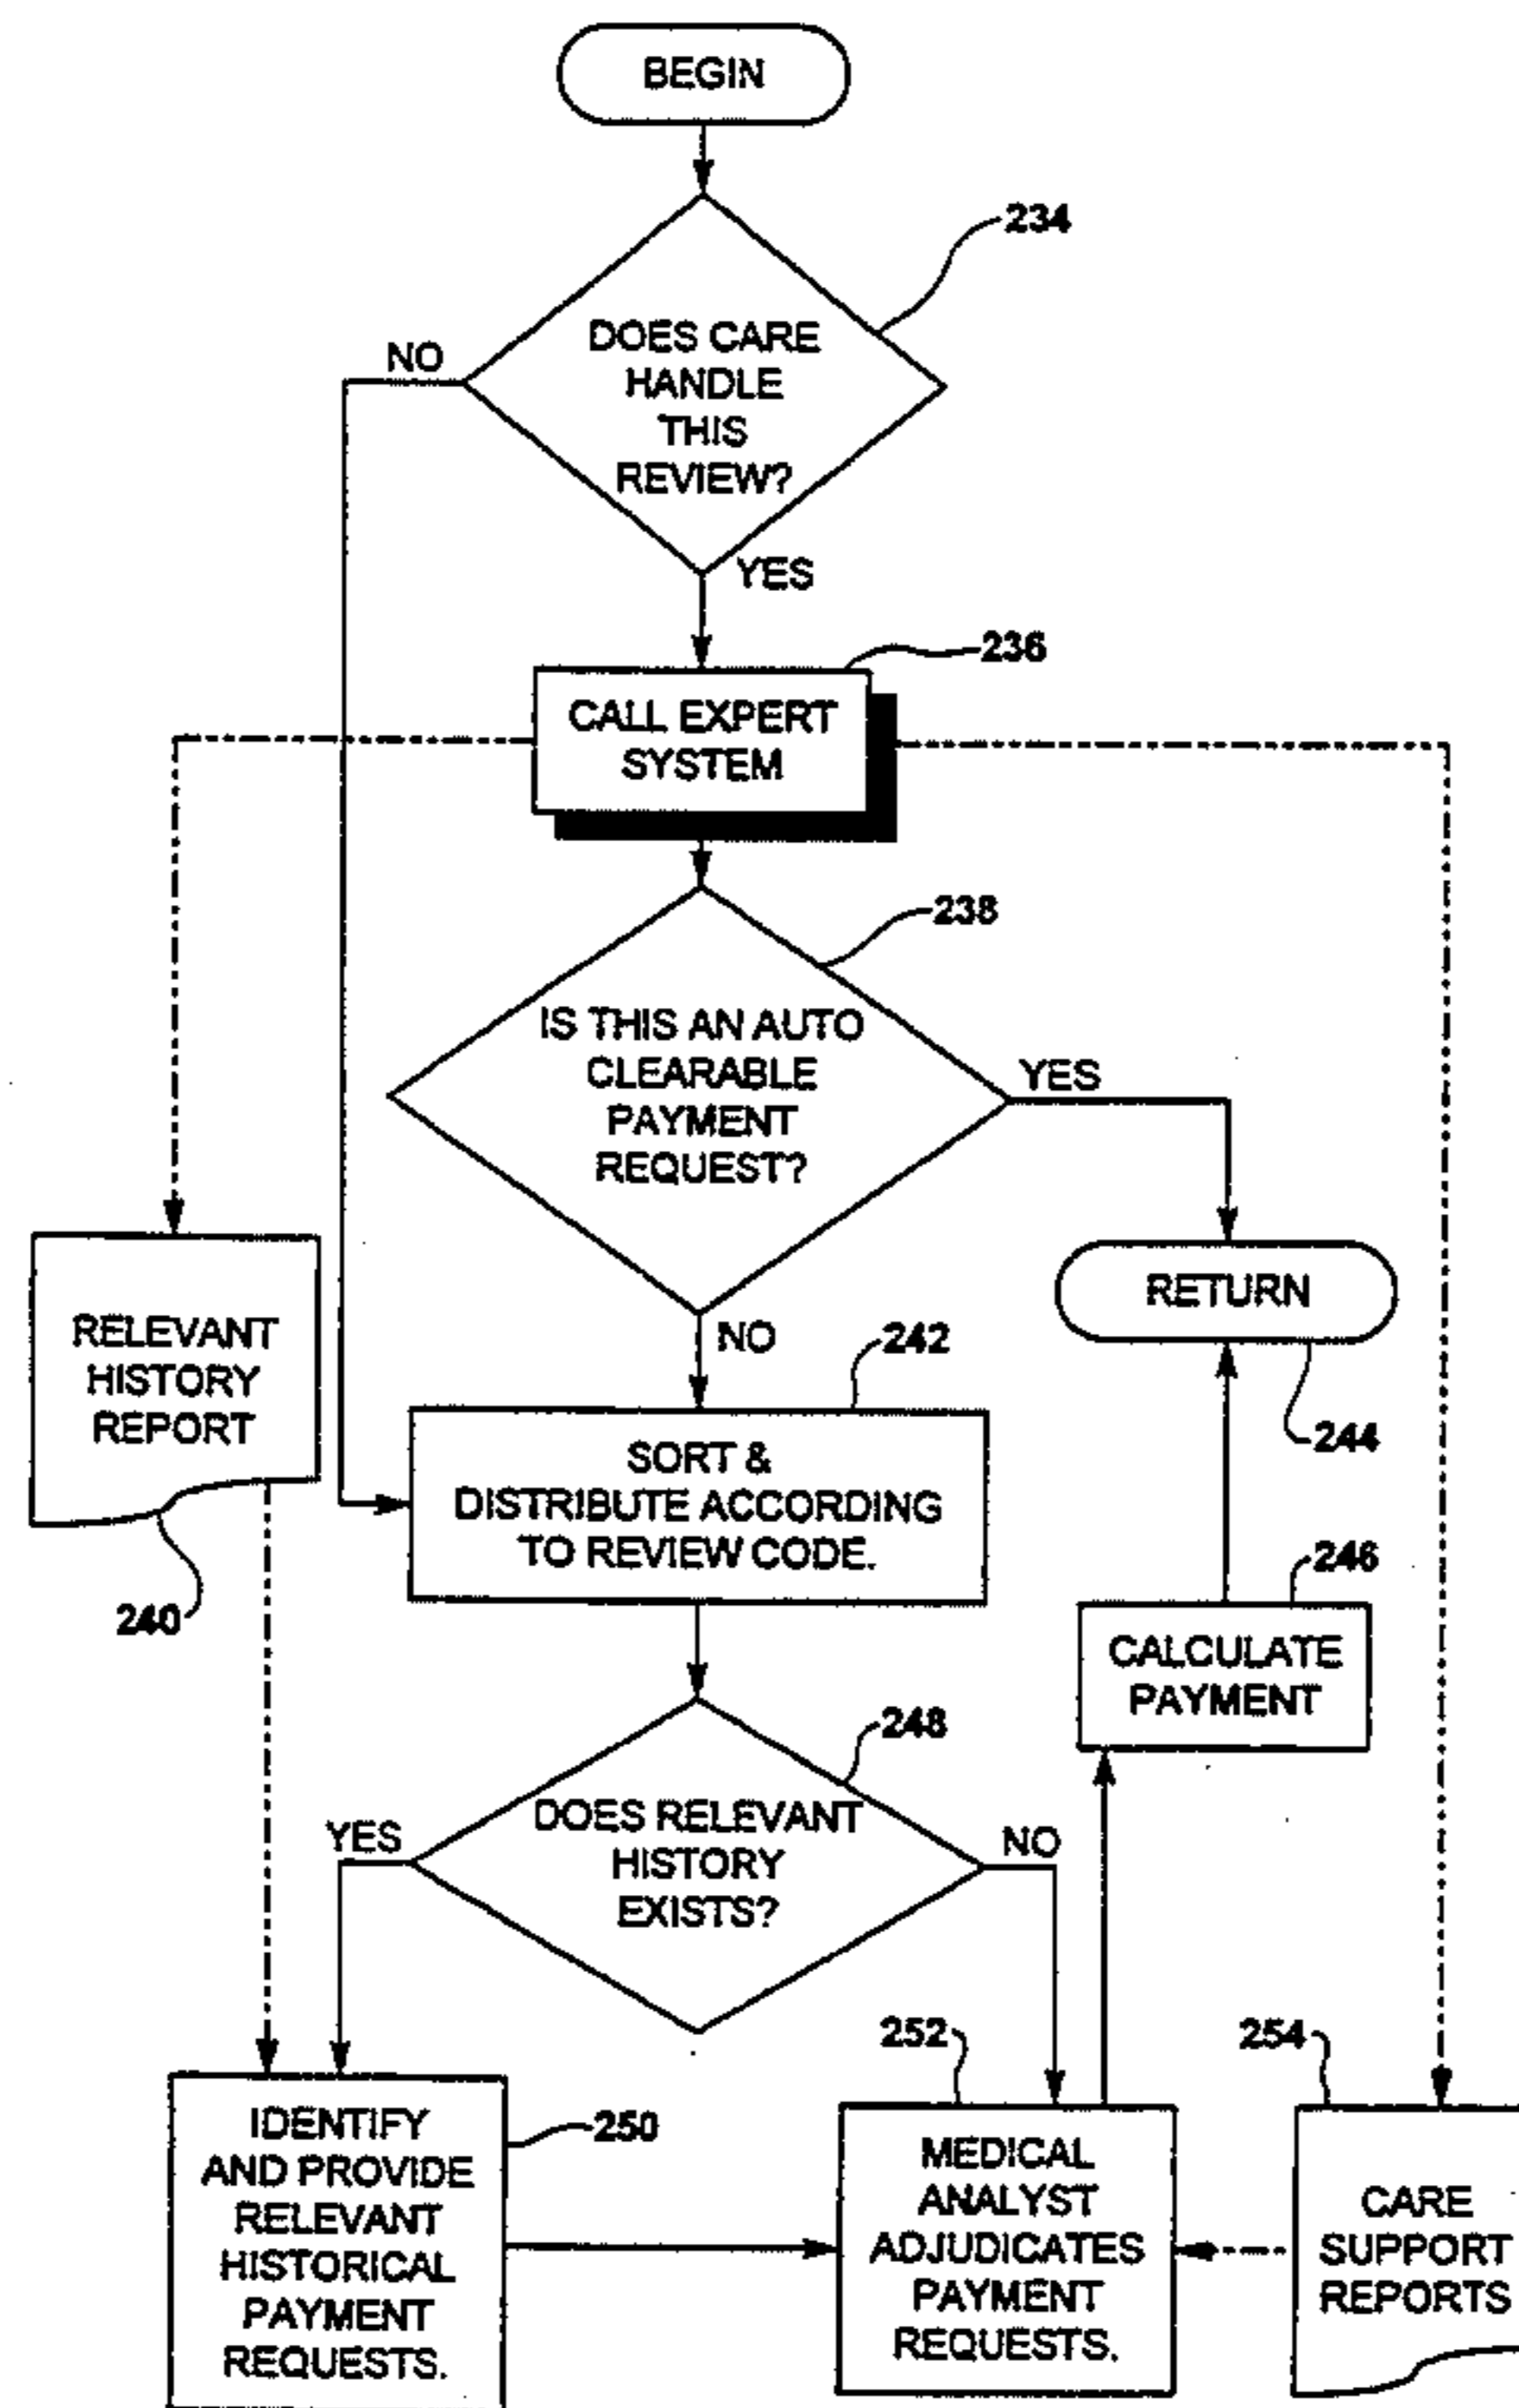 BEGIN
234
DOES CARE
HANDLE
THIS
REVIEW?
NO
YES
236
CALL EXPERT
SYSTEM
238
IS THIS AN AUTO
CLEARABLE
PAYMENT
REQUEST?
YES
NO
RETURN
244
RELEVANT
HISTORY
REPORT
240
242
SORT &
DISTRIBUTE ACCORDING
TO REVIEW CODE.
246
CALCULATE
PAYMENT
248
DOES RELEVANT
HISTORY
EXISTS?
YES
NO
250
IDENTIFY
AND PROVIDE
RELEVANT
HISTORICAL
PAYMENT
REQUESTS.
252
MEDICAL
ANALYST
ADJUDICATES
PAYMENT
REQUESTS.
254
CARE
SUPPORT
REPORTS